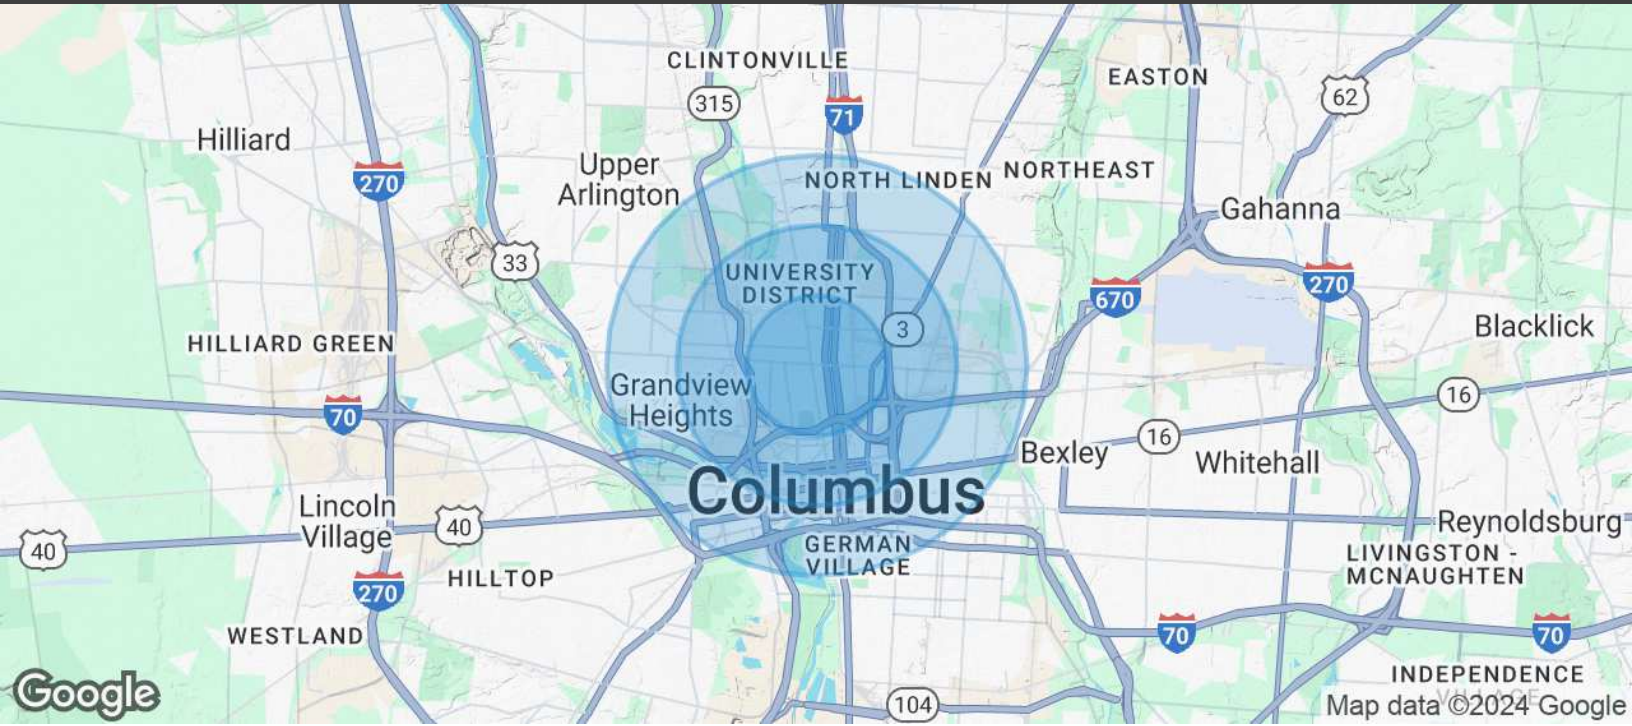 CLINTONVILLE
EASTON
62
315
71
Hilliard
Upper
Arlington
270
NORTH LINDEN
NORTHEAST
Gahanna
33
UNIVERSITY
DISTRICT
670
270
3
Blacklick
HILLIARD GREEN
Grandview
Heights
70
16
16
Bexley
Whitehall
Columbus
Lincoln
Village
40
40
Reynoldsburg
GERMAN
VILLAGE
LIVINGSTON -
MCNAUGHTEN
HILLTOP
270
WESTLAND
70
70
INDEPENDENCE
VILLAGE
Google
104
Map data ©2024 Google